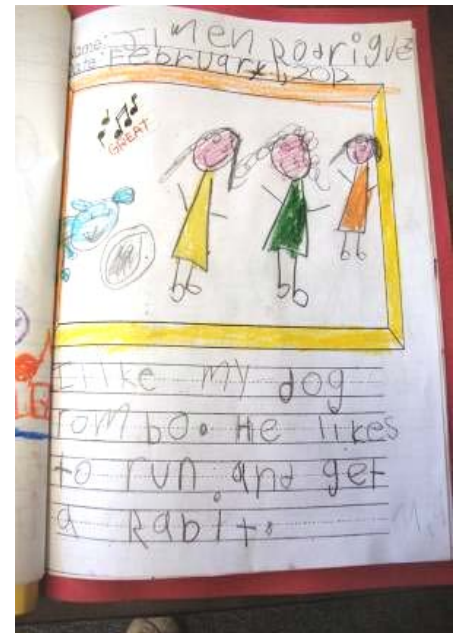 Name: Jimen Rodrigue
Date: February 1, 2012
GREAT
I like my dog
Tombo. He likes
to run. and get
a Rabit.